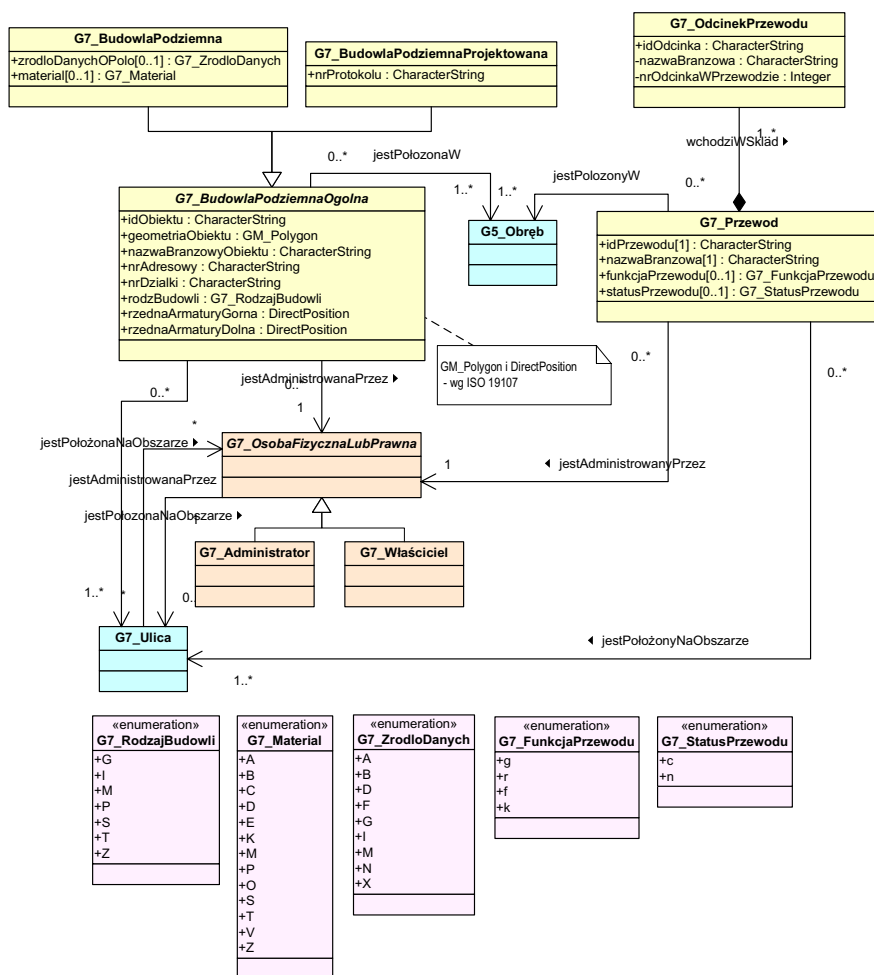 G7_BudowlaPodziemna
+zrodloDanychOPolo[0..1] : G7_ZrodloDanych
+material[0..1] : G7_Material
G7_BudowlaPodziemnaProjektowana
+nrProtokolu : CharacterString
G7_OdcinekPrzewodu
+idOdcinka : CharacterString
-nazwaBranzowa : CharacterString
-nrOdcinkaWPrzewodzie : Integer
1..*
wchodziWSkład
0..*
jestPołozonaW
0..*
1..*
1..*
jestPolozonyW
G7_BudowlaPodziemnaOgolna
+idObiektu : CharacterString
+geometriaObiektu : GM_Polygon
+nazwaBranzowyObiektu : CharacterString
+nrAdresowy : CharacterString
+nrDzialki : CharacterString
+rodzBudowli : G7_RodzajBudowli
+rzednaArmaturyGorna : DirectPosition
+rzednaArmaturyDolna : DirectPosition
G5_Obręb
G7_Przewod
+idPrzewodu[1] : CharacterString
+nazwaBranzowa[1] : CharacterString
+funkcjaPrzewodu[0..1] : G7_FunkcjaPrzewodu
+statusPrzewodu[0..1] : G7_StatusPrzewodu
GM_Polygon i DirectPosition
- wg ISO 19107
0..*
0..*
jestAdministrowanaPrzez
0..*
0..*
1
*
jestPołożonaNaObszarze
G7_OsobaFizycznaLubPrawna
1
jestAdministrowanyPrzez
jestAdministrowanaPrzez
jestPołozonaNaObszarze
G7_Administrator
G7_Właściciel
1..*
*
0..
G7_Ulica
jestPołożonyNaObszarze
1..*
«enumeration»
G7_RodzajBudowli
+G
+I
+M
+P
+S
+T
+Z
«enumeration»
G7_Material
+A
+B
+C
+D
+E
+K
+M
+P
+O
+S
+T
+V
+Z
«enumeration»
G7_ZrodloDanych
+A
+B
+D
+F
+G
+I
+M
+N
+X
«enumeration»
G7_FunkcjaPrzewodu
+g
+r
+f
+k
«enumeration»
G7_StatusPrzewodu
+c
+n